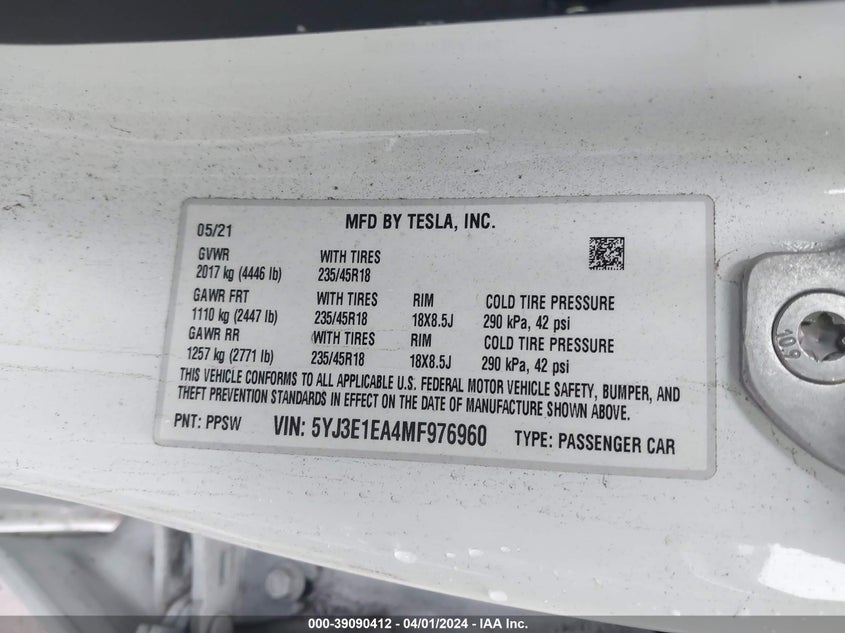 MFD BY TESLA, INC.
05/21
GVWR WITH TIRES
2017 kg (4446 lb) 235/45R18
GAWR FRT WITH TIRES RIM COLD TIRE PRESSURE
1110 kg (2447 lb) 235/45R18 18X8.5J 290 kPa, 42 psi
GAWR RR WITH TIRES RIM COLD TIRE PRESSURE
1257 kg (2771 lb) 235/45R18 18X8.5J 290 kPa, 42 psi
THIS VEHICLE CONFORMS TO ALL APPLICABLE U.S. FEDERAL MOTOR VEHICLE SAFETY, BUMPER, AND
THEFT PREVENTION STANDARDS IN EFFECT ON THE DATE OF MANUFACTURE SHOWN ABOVE.
PNT: PPSW VIN: 5YJ3E1EA4MF976960 TYPE: PASSENGER CAR
10.9
000-39090412 - 04/01/2024 - IAA Inc.